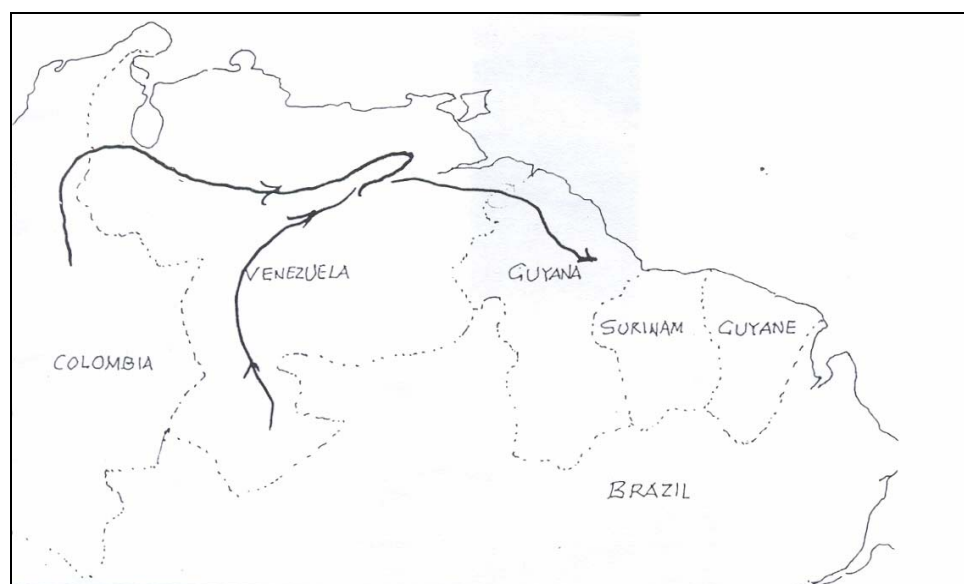 VENEZUELA
GUYANA
SURINAM
GUYANE
COLOMBIA
BRAZIL